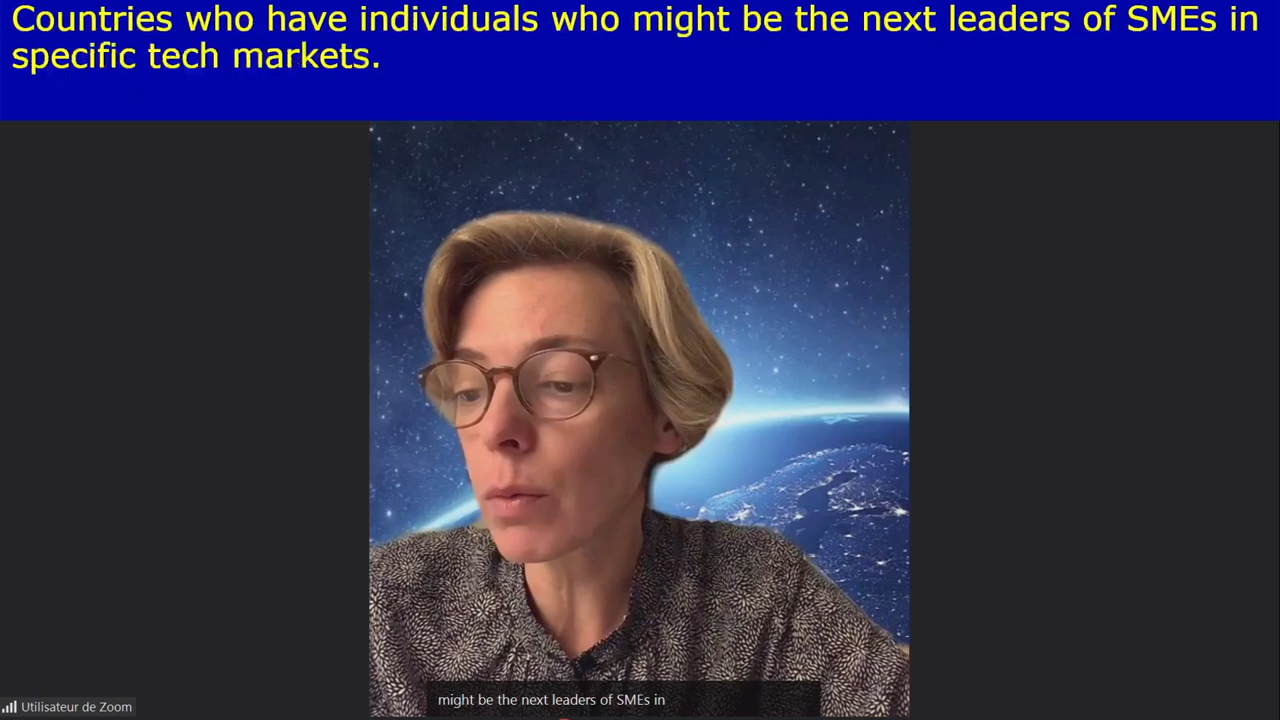 Countries who have individuals who might be the next leaders of SMEs in
specific tech markets.
might be the next leaders of SMEs in
Utilisateur de Zoom